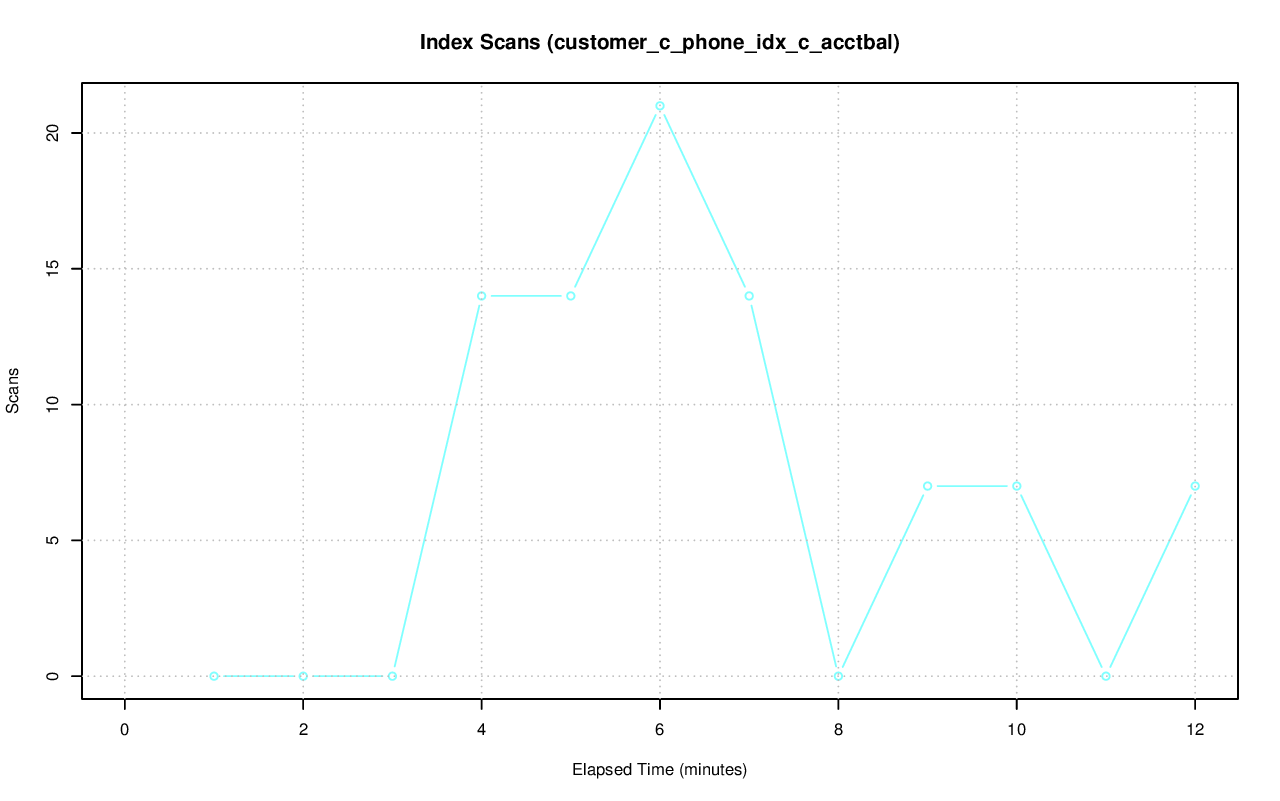 Index Scans (customer_c_phone_idx_c_acctbal)
Scans
20
15
10
5
0
0 2 4 6 8 10 12
Elapsed Time (minutes)